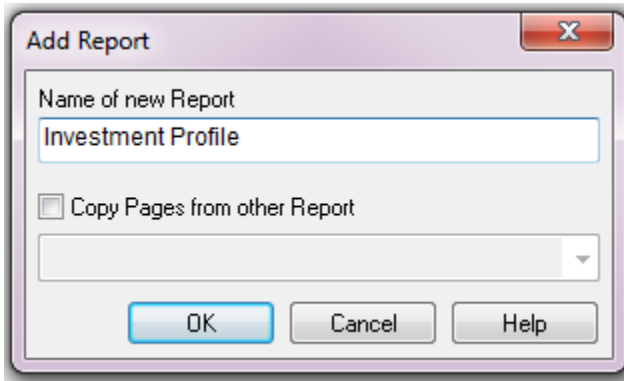 Add Report
Name of new Report
Investment Profile
Copy Pages from other Report
OK Cancel Help